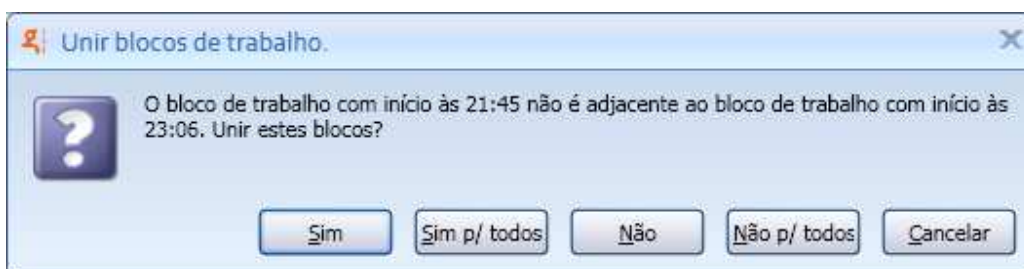 Unir blocos de trabalho.
O bloco de trabalho com início às 21:45 não é adjacente ao bloco de trabalho com início às
23:06. Unir estes blocos?
Sim Sim p/ todos Não Não p/ todos Cancelar